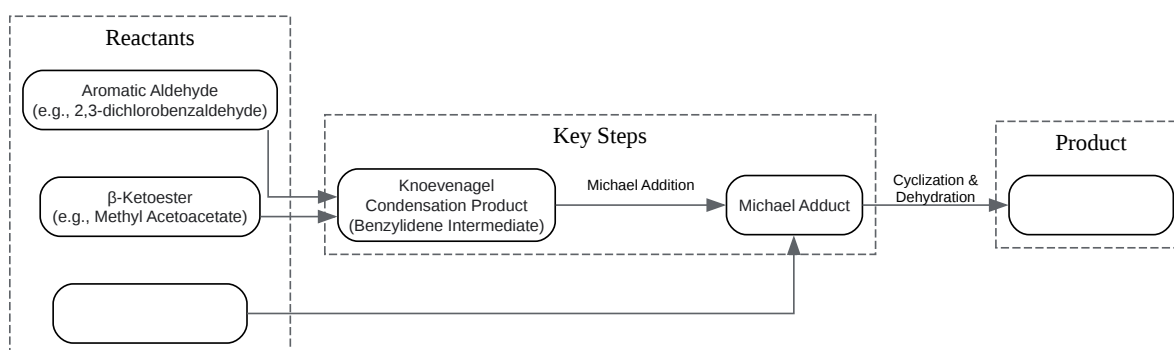 Reactants
Aromatic Aldehyde
(e.g., 2,3-dichlorobenzaldehyde)
β-Ketoester
(e.g., Methyl Acetoacetate)
Key Steps
Knoevenagel
Condensation Product
(Benzylidene Intermediate)
Michael Addition
Michael Adduct
Cyclization &
Dehydration
Product